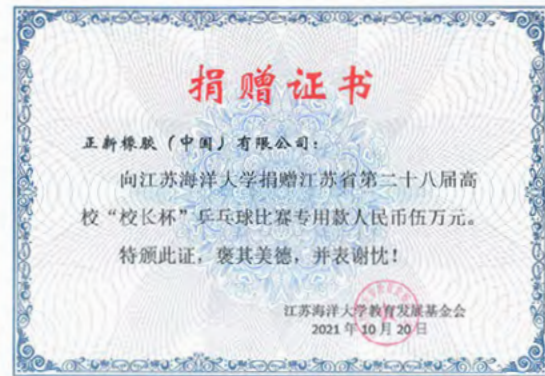 捐赠证书
正新橡胶（中国）有限公司：
向江苏海洋大学捐赠江苏省第二十八届高
校“校长杯”乒乓球比赛专用款人民币伍万元。
特颁此证，褒其美德，并表谢忱！
江苏海洋大学教育发展基金会
2021年10月20日